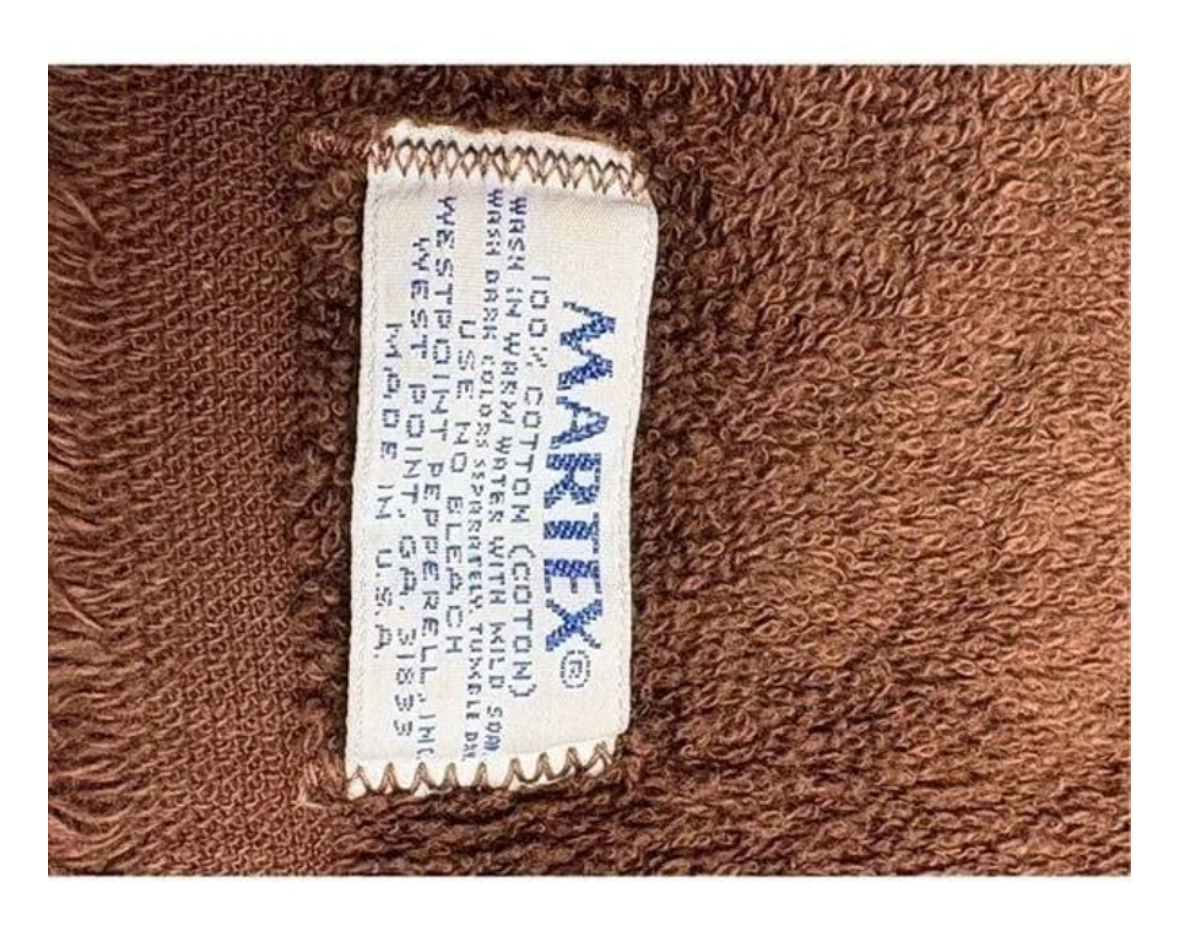 MARTEX®
100% COTTON (COTON)
WASH IN WARM WATER WITH MILD SOAP.
WASH DARK COLORS SEPARATELY. TUMBLE DRY.
USE NO BLEACH
WESTPOINT PEPPERELL, INC
WEST POINT, GA. 31833
MADE IN U.S.A.